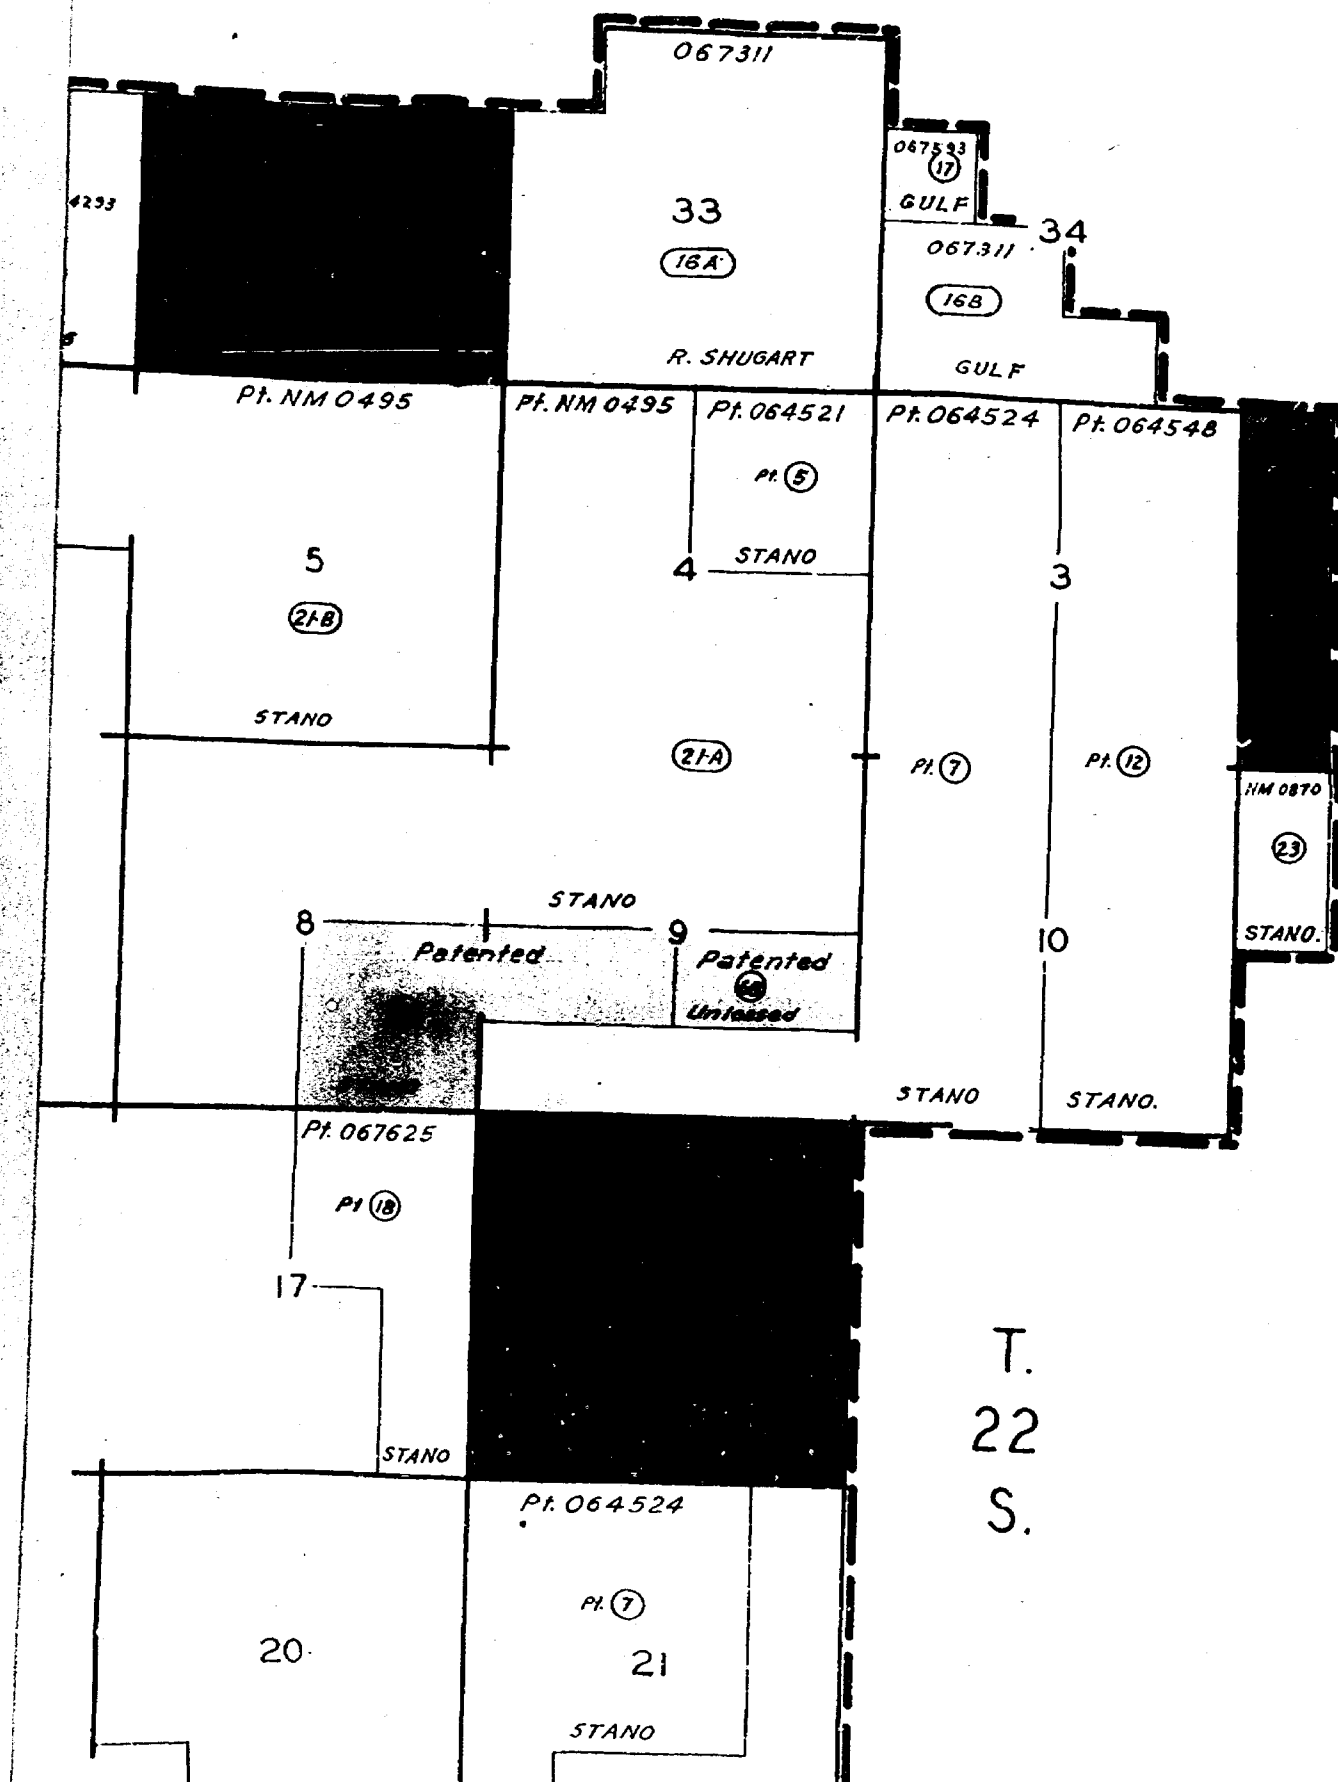 067311
067593
17
GULF
4293
33
34
067311
16A
16B
R. SHUGART
GULF
Pt. NM 0495
Pt. NM 0495
Pt. 064521
Pt. 064524
Pt. 064548
Pt. 5
STANO
5
4
3
21-B
STANO
21-A
Pt. 7
Pt. 12
NM 0870
23
STANO
STANO.
8
9
10
Patented
Patented
Unleased
STANO
STANO.
Pt. 067625
Pt 18
17
STANO
T.
22
S.
Pt. 064524
Pt. 7
20
21
STANO